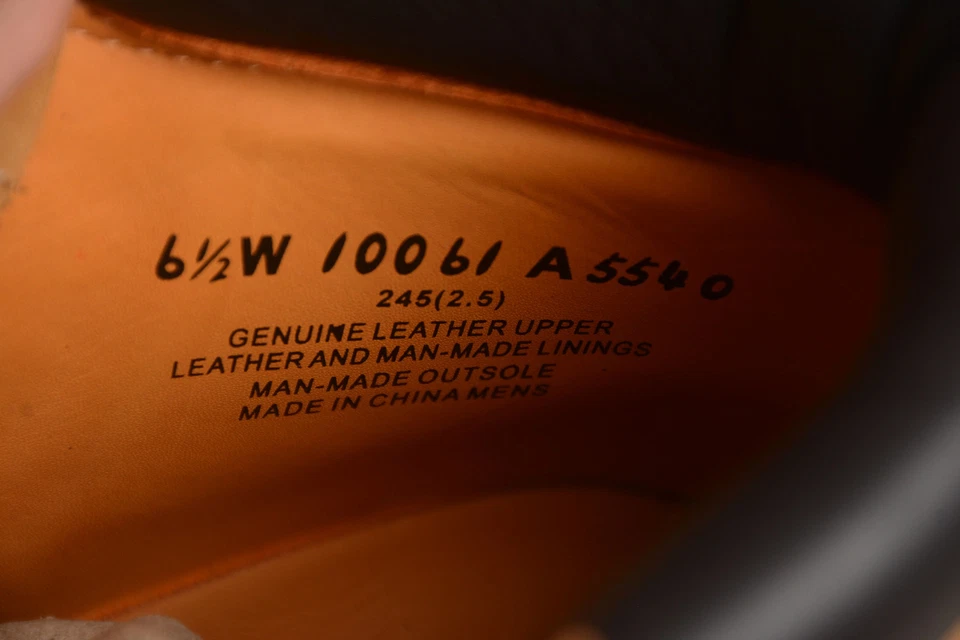 6½W 10061 A5540
245(2.5)
GENUINE LEATHER UPPER
LEATHER AND MAN-MADE LININGS
MAN-MADE OUTSOLE
MADE IN CHINA MENS